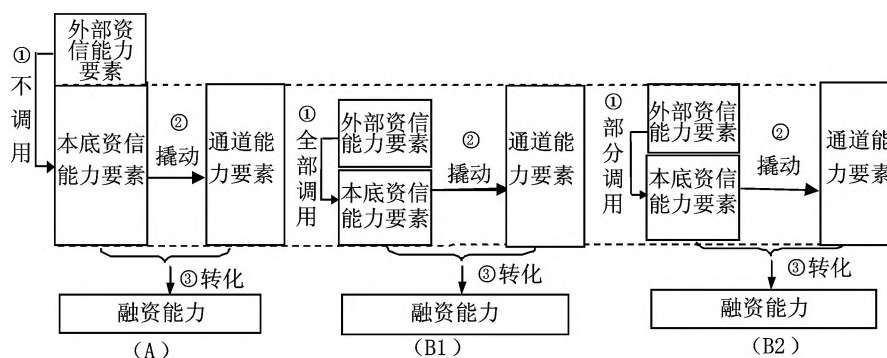 外部资
信能力
要素
①
不
调
用
本底资信
能力要素
②
撬动
通道能
力要素
③转化
融资能力
(A)
①
全
部
调
用
外部资信
能力要素
本底资信
能力要素
②
撬动
通道能
力要素
③转化
融资能力
(B1)
①
部
分
调
用
外部资信
能力要素
本底资信
能力要素
②
撬动
通道能
力要素
③转化
融资能力
(B2)